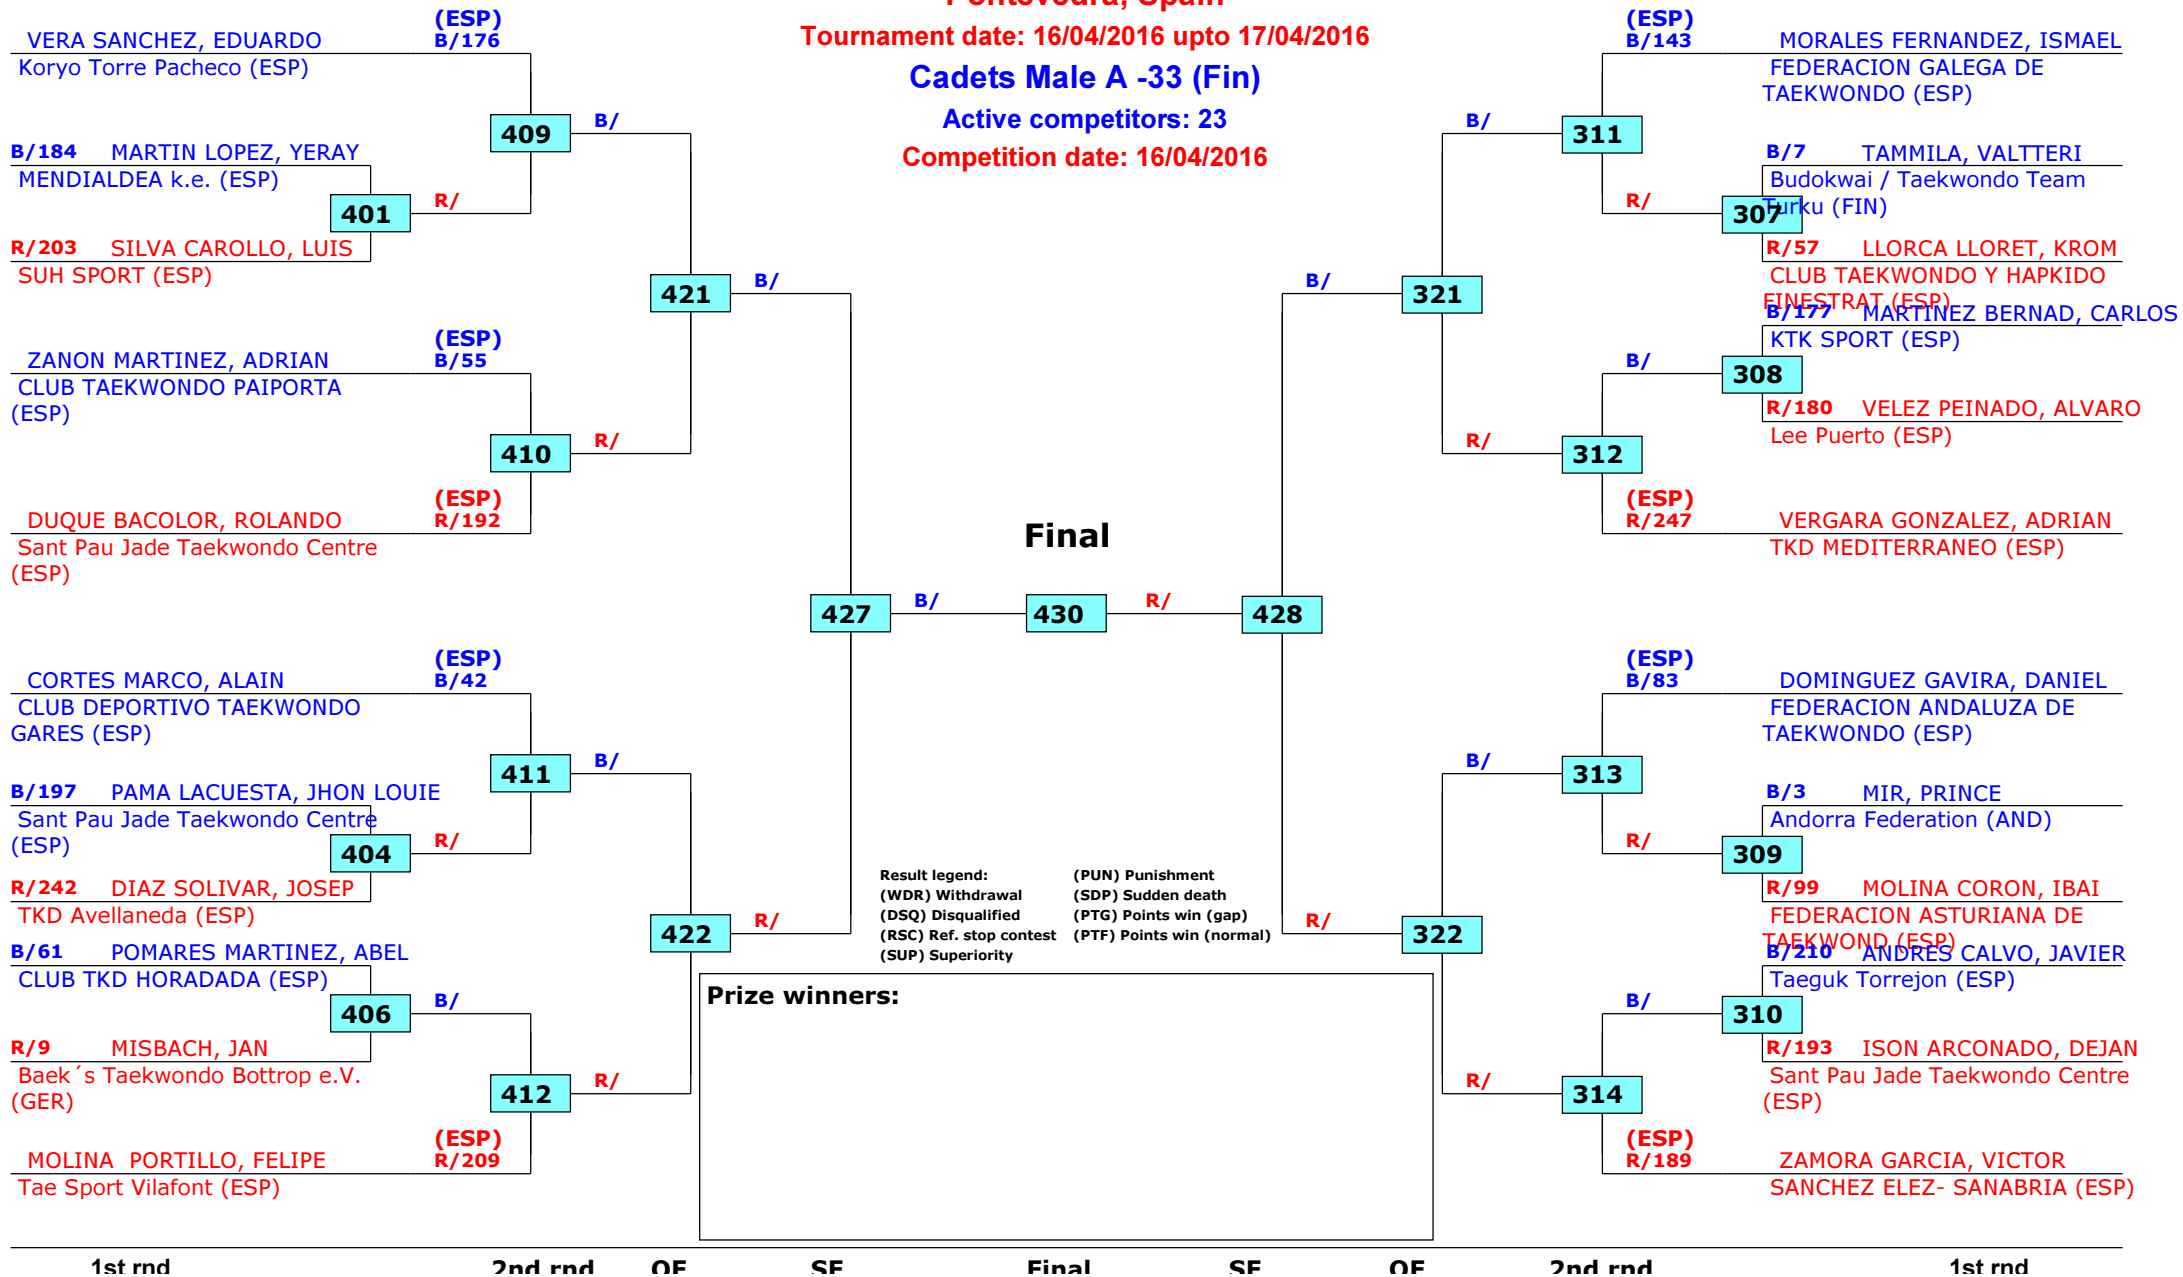 Pontevedra, Spain
Tournament date: 16/04/2016 upto 17/04/2016
Cadets Male A -33 (Fin)
Active competitors: 23
Competition date: 16/04/2016
(ESP)
VERA SANCHEZ, EDUARDO B/176
Koryo Torre Pacheco (ESP)
409
B/
B/184 MARTIN LOPEZ, YERAY
MENDIALDEA k.e. (ESP)
401
R/
R/203 SILVA CAROLLO, LUIS
SUH SPORT (ESP)
421
B/
(ESP)
ZANON MARTINEZ, ADRIAN B/55
CLUB TAEKWONDO PAIPORTA
(ESP)
410
R/
(ESP)
DUQUE BACOLOR, ROLANDO R/192
Sant Pau Jade Taekwondo Centre
(ESP)
427
B/
(ESP)
CORTES MARCO, ALAIN B/42
CLUB DEPORTIVO TAEKWONDO
GARES (ESP)
411
B/
B/197 PAMA LACUESTA, JHON LOUIE
Sant Pau Jade Taekwondo Centre
(ESP)
404
R/
R/242 DIAZ SOLIVAR, JOSEP
TKD Avellaneda (ESP)
422
R/
B/61 POMARES MARTINEZ, ABEL
CLUB TKD HORADADA (ESP)
406
B/
R/9 MISBACH, JAN
Baek´s Taekwondo Bottrop e.V.
(GER)
412
R/
(ESP)
MOLINA PORTILLO, FELIPE R/209
Tae Sport Vilafont (ESP)
Final
430
R/
428
(ESP)
B/143 MORALES FERNANDEZ, ISMAEL
FEDERACION GALEGA DE
TAEKWONDO (ESP)
B/
311
B/7 TAMMILA, VALTTERI
Budokwai / Taekwondo Team
Turku (FIN)
R/
307
R/57 LLORCA LLORET, KROM
CLUB TAEKWONDO Y HAPKIDO
FINESTRAT (ESP)
B/
321
B/177 MARTINEZ BERNAD, CARLOS
KTK SPORT (ESP)
B/
308
R/180 VELEZ PEINADO, ALVARO
Lee Puerto (ESP)
R/
312
(ESP)
R/247 VERGARA GONZALEZ, ADRIAN
TKD MEDITERRANEO (ESP)
(ESP)
B/83 DOMINGUEZ GAVIRA, DANIEL
FEDERACION ANDALUZA DE
TAEKWONDO (ESP)
B/
313
B/3 MIR, PRINCE
Andorra Federation (AND)
R/
309
R/99 MOLINA CORON, IBAI
FEDERACION ASTURIANA DE
TAEKWOND (ESP)
R/
322
B/210 ANDRES CALVO, JAVIER
Taeguk Torrejon (ESP)
B/
310
R/193 ISON ARCONADO, DEJAN
Sant Pau Jade Taekwondo Centre
(ESP)
R/
314
(ESP)
R/189 ZAMORA GARCIA, VICTOR
SANCHEZ ELEZ- SANABRIA (ESP)
Result legend: (PUN) Punishment
(WDR) Withdrawal (SDP) Sudden death
(DSQ) Disqualified (PTG) Points win (gap)
(RSC) Ref. stop contest (PTF) Points win (normal)
(SUP) Superiority
Prize winners:
1st rnd 2nd rnd QF SF Final SF QF 2nd rnd 1st rnd